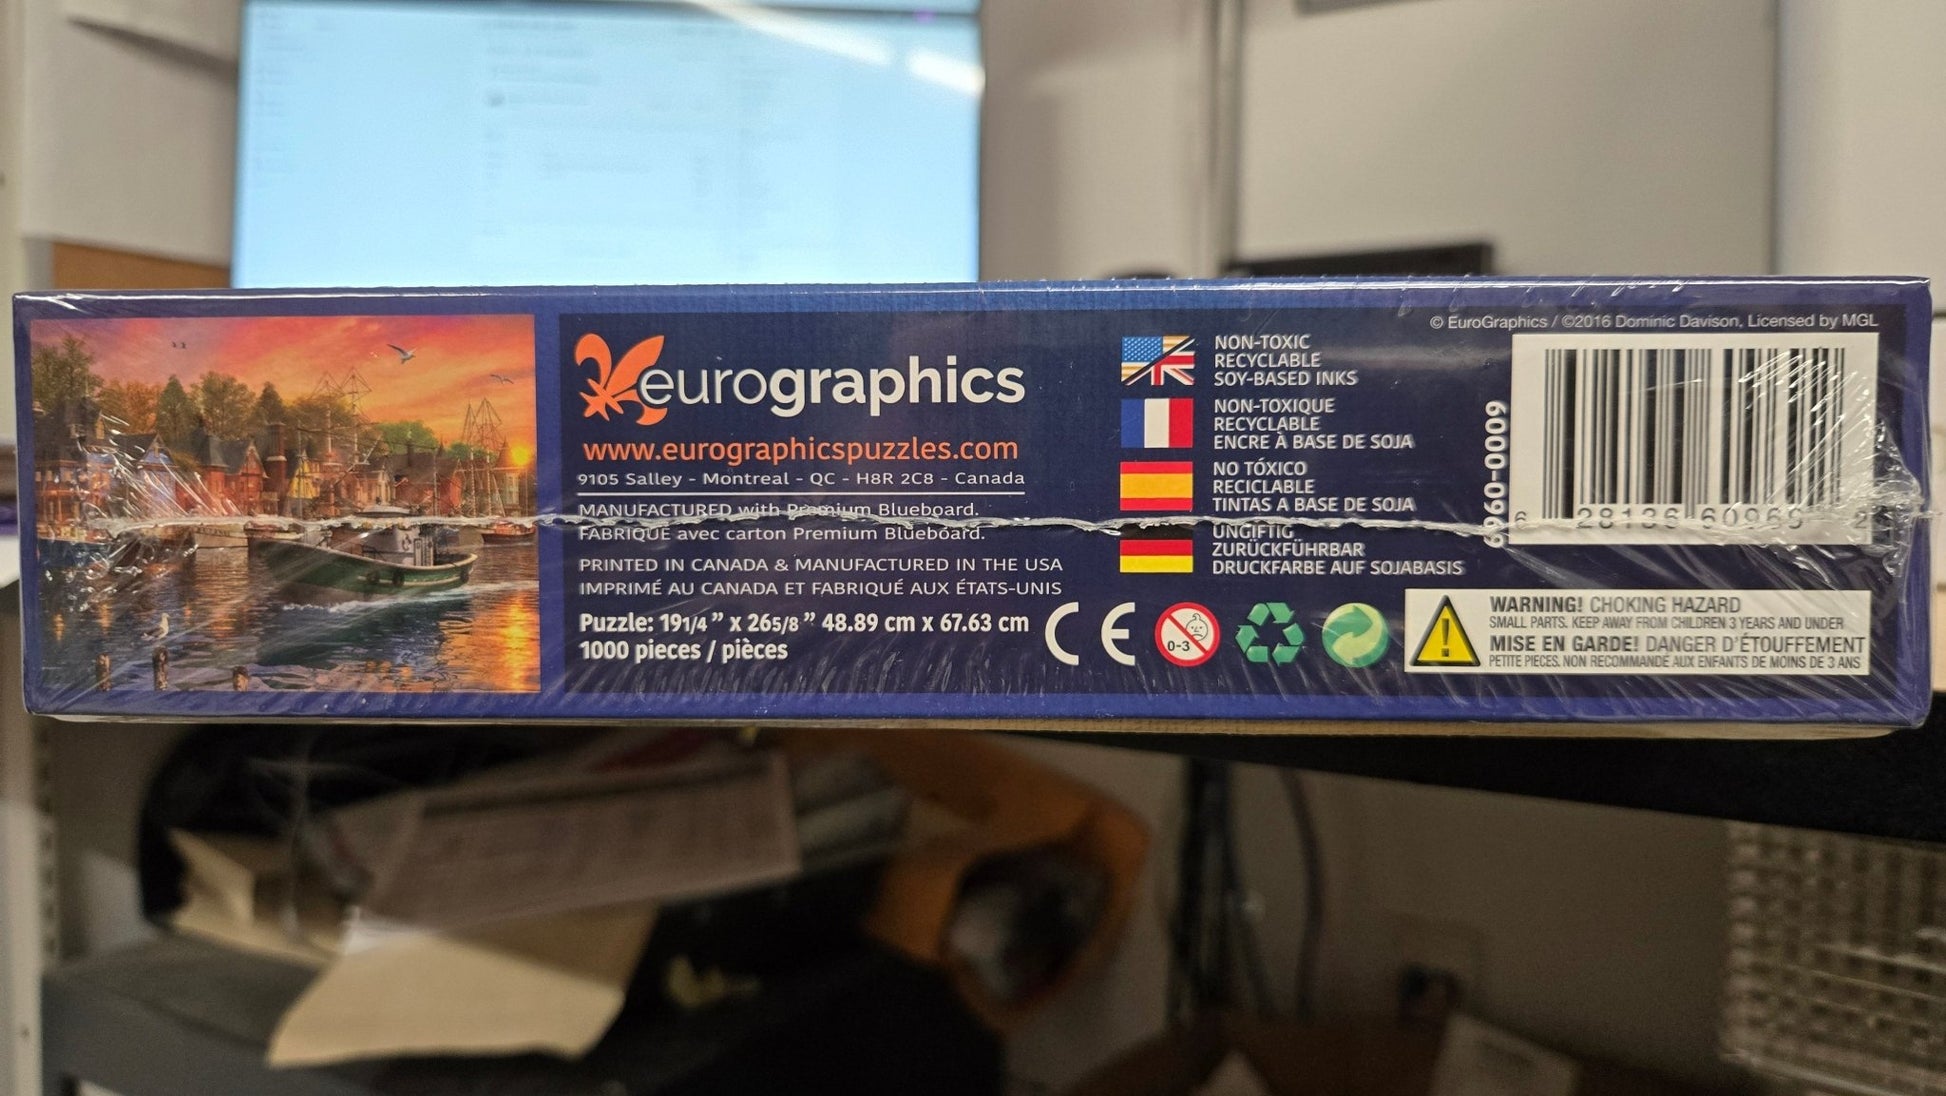 eurographics
www.eurographicspuzzles.com
9105 Salley - Montreal - QC - H8R 2C8 - Canada
MANUFACTURED with Premium Blueboard.
FABRIQUÉ avec carton Premium Blueboard.
PRINTED IN CANADA & MANUFACTURED IN THE USA
IMPRIMÉ AU CANADA ET FABRIQUÉ AUX ÉTATS-UNIS
Puzzle: 19 1/4 " x 26 5/8 " 48.89 cm x 67.63 cm
1000 pieces / pièces
NON-TOXIC
RECYCLABLE
SOY-BASED INKS
NON-TOXIQUE
RECYCLABLE
ENCRE À BASE DE SOJA
NO TÓXICO
RECICLABLE
TINTAS A BASE DE SOJA
UNGIFTIG
ZURÜCKFÜHRBAR
DRUCKFARBE AUF SOJABASIS
CE
0-3
© EuroGraphics / ©2016 Dominic Davison, Licensed by MGL
6000-0969
6 28136 60969 2
WARNING! CHOKING HAZARD
SMALL PARTS. KEEP AWAY FROM CHILDREN 3 YEARS AND UNDER
MISE EN GARDE! DANGER D'ÉTOUFFEMENT
PETITE PIECES. NON RECOMMANDÉ AUX ENFANTS DE MOINS DE 3 ANS